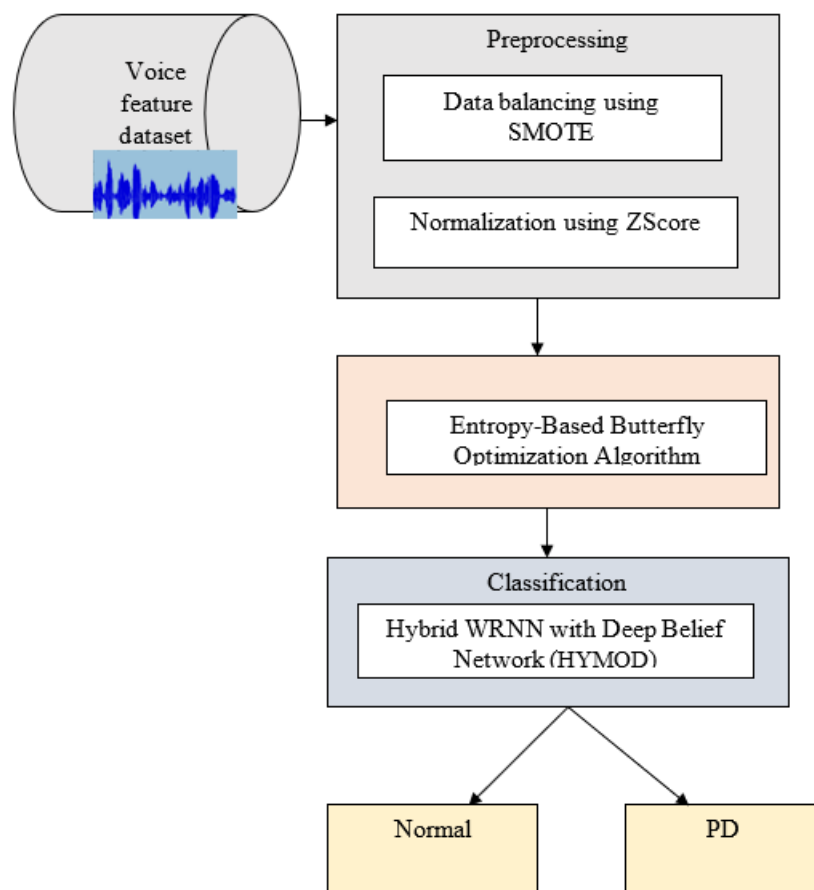 Voice
feature
dataset
Preprocessing
Data balancing using
SMOTE
Normalization using ZScore
Entropy-Based Butterfly
Optimization Algorithm
Classification
Hybrid WRNN with Deep Belief
Network (HYMOD)
Normal
PD